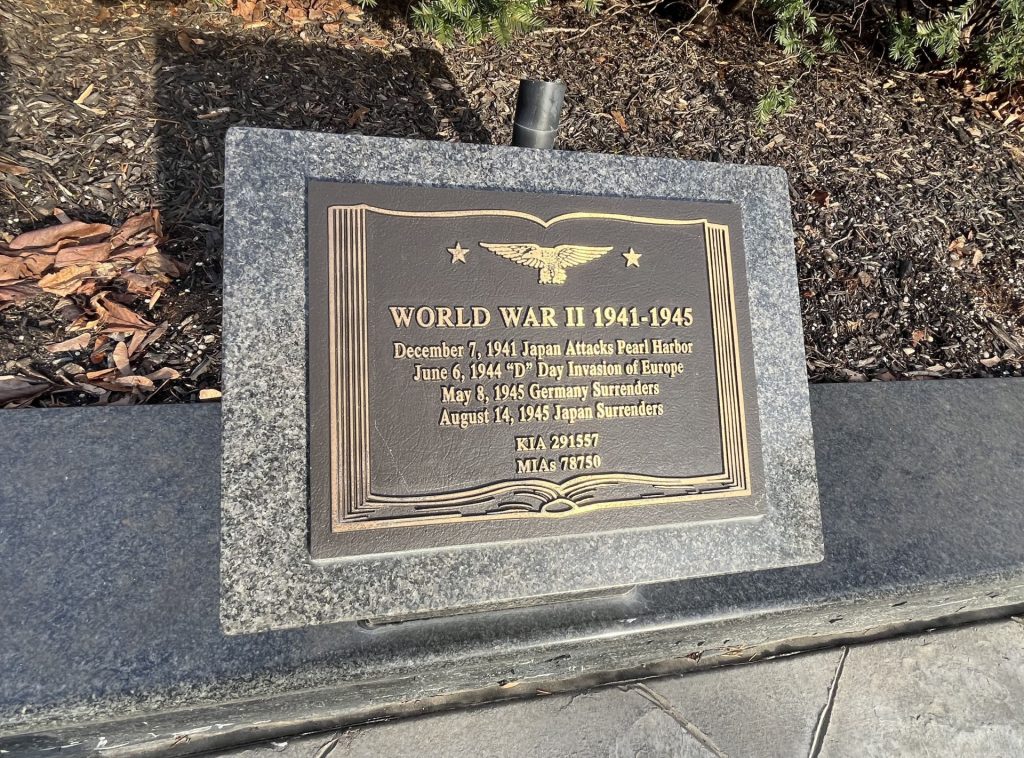 WORLD WAR II 1941-1945
December 7, 1941 Japan Attacks Pearl Harbor
June 6, 1944 “D” Day Invasion of Europe
May 8, 1945 Germany Surrenders
August 14, 1945 Japan Surrenders
KIA 291557
MIAs 78750